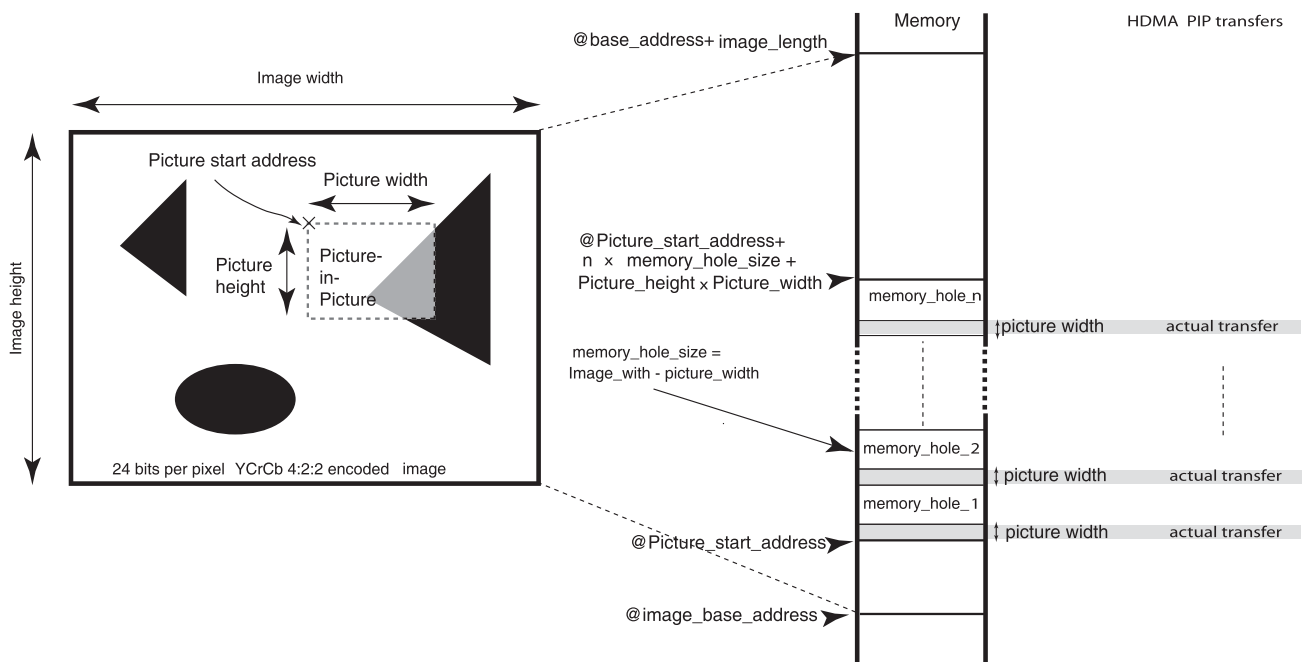 Memory
HDMA PIP transfers
@base_address+ image_length
Image width
Image height
Picture start address
Picture width
Picture
height
Picture-
in-
Picture
24 bits per pixel YCrCb 4:2:2 encoded image
@Picture_start_address+
n x memory_hole_size +
Picture_height x Picture_width
memory_hole_n
picture width
actual transfer
memory_hole_size =
Image_with - picture_width
memory_hole_2
picture width
actual transfer
memory_hole_1
picture width
actual transfer
@Picture_start_address
@image_base_address